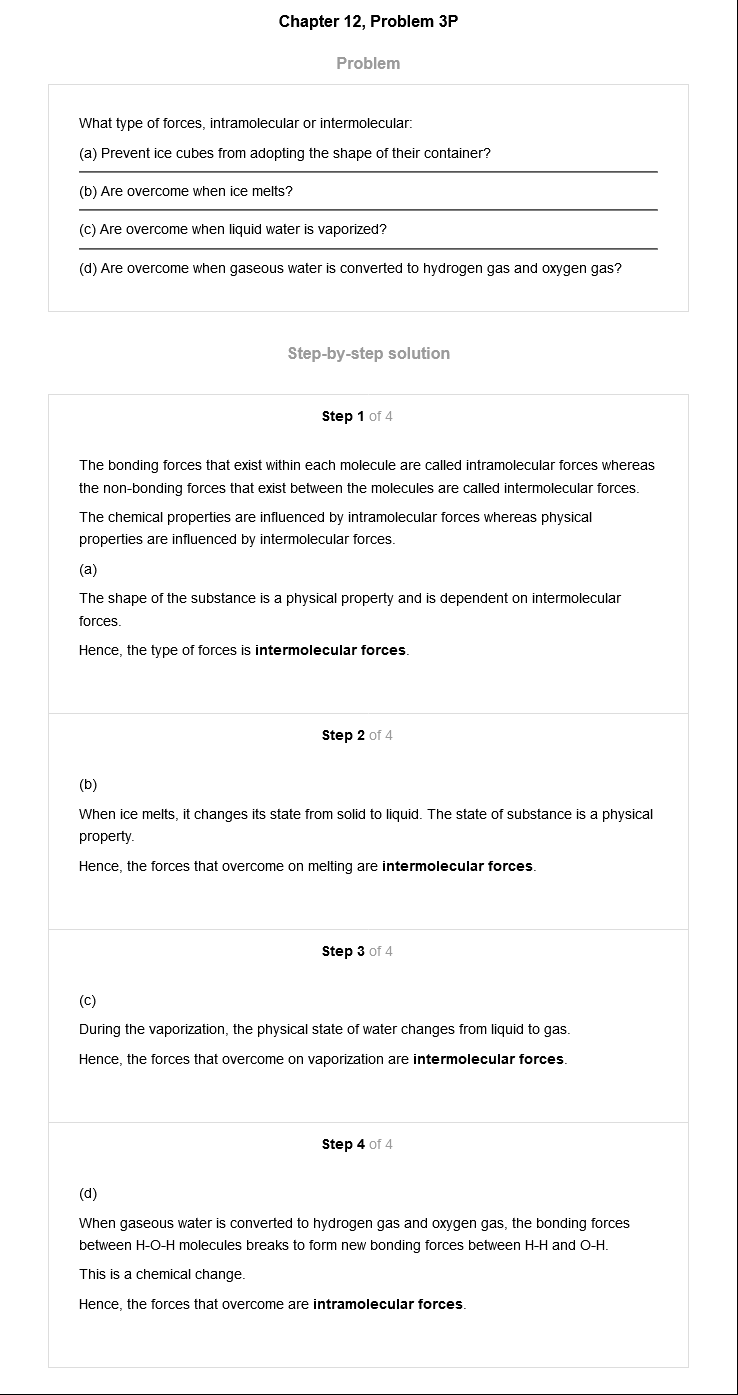 Chapter 12, Problem 3P
Problem
What type of forces, intramolecular or intermolecular:
(a) Prevent ice cubes from adopting the shape of their container?
(b) Are overcome when ice melts?
(c) Are overcome when liquid water is vaporized?
(d) Are overcome when gaseous water is converted to hydrogen gas and oxygen gas?
Step-by-step solution
Step 1 of 4
The bonding forces that exist within each molecule are called intramolecular forces whereas
the non-bonding forces that exist between the molecules are called intermolecular forces.
The chemical properties are influenced by intramolecular forces whereas physical
properties are influenced by intermolecular forces.
(a)
The shape of the substance is a physical property and is dependent on intermolecular
forces.
Hence, the type of forces is intermolecular forces.
Step 2 of 4
(b)
When ice melts, it changes its state from solid to liquid. The state of substance is a physical
property.
Hence, the forces that overcome on melting are intermolecular forces.
Step 3 of 4
(c)
During the vaporization, the physical state of water changes from liquid to gas.
Hence, the forces that overcome on vaporization are intermolecular forces.
Step 4 of 4
(d)
When gaseous water is converted to hydrogen gas and oxygen gas, the bonding forces
between H-O-H molecules breaks to form new bonding forces between H-H and O-H.
This is a chemical change.
Hence, the forces that overcome are intramolecular forces.